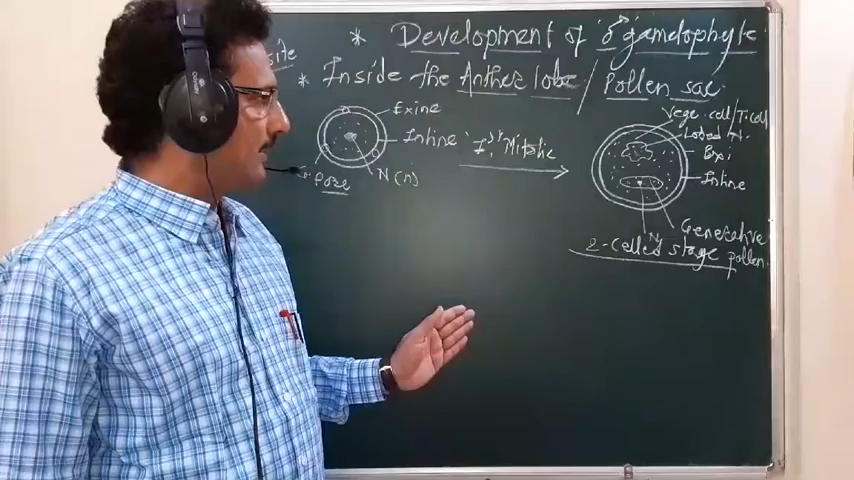 * Development of ♂ gametophyte
site
* Inside the Anther lobe / Pollen sac
Exine
Intine
N (n)
Pore
Ist Mitotic
Vege. cell / T. cell
Lobed N.
Exi
Intine
Generative
N
2-celled stage pollen